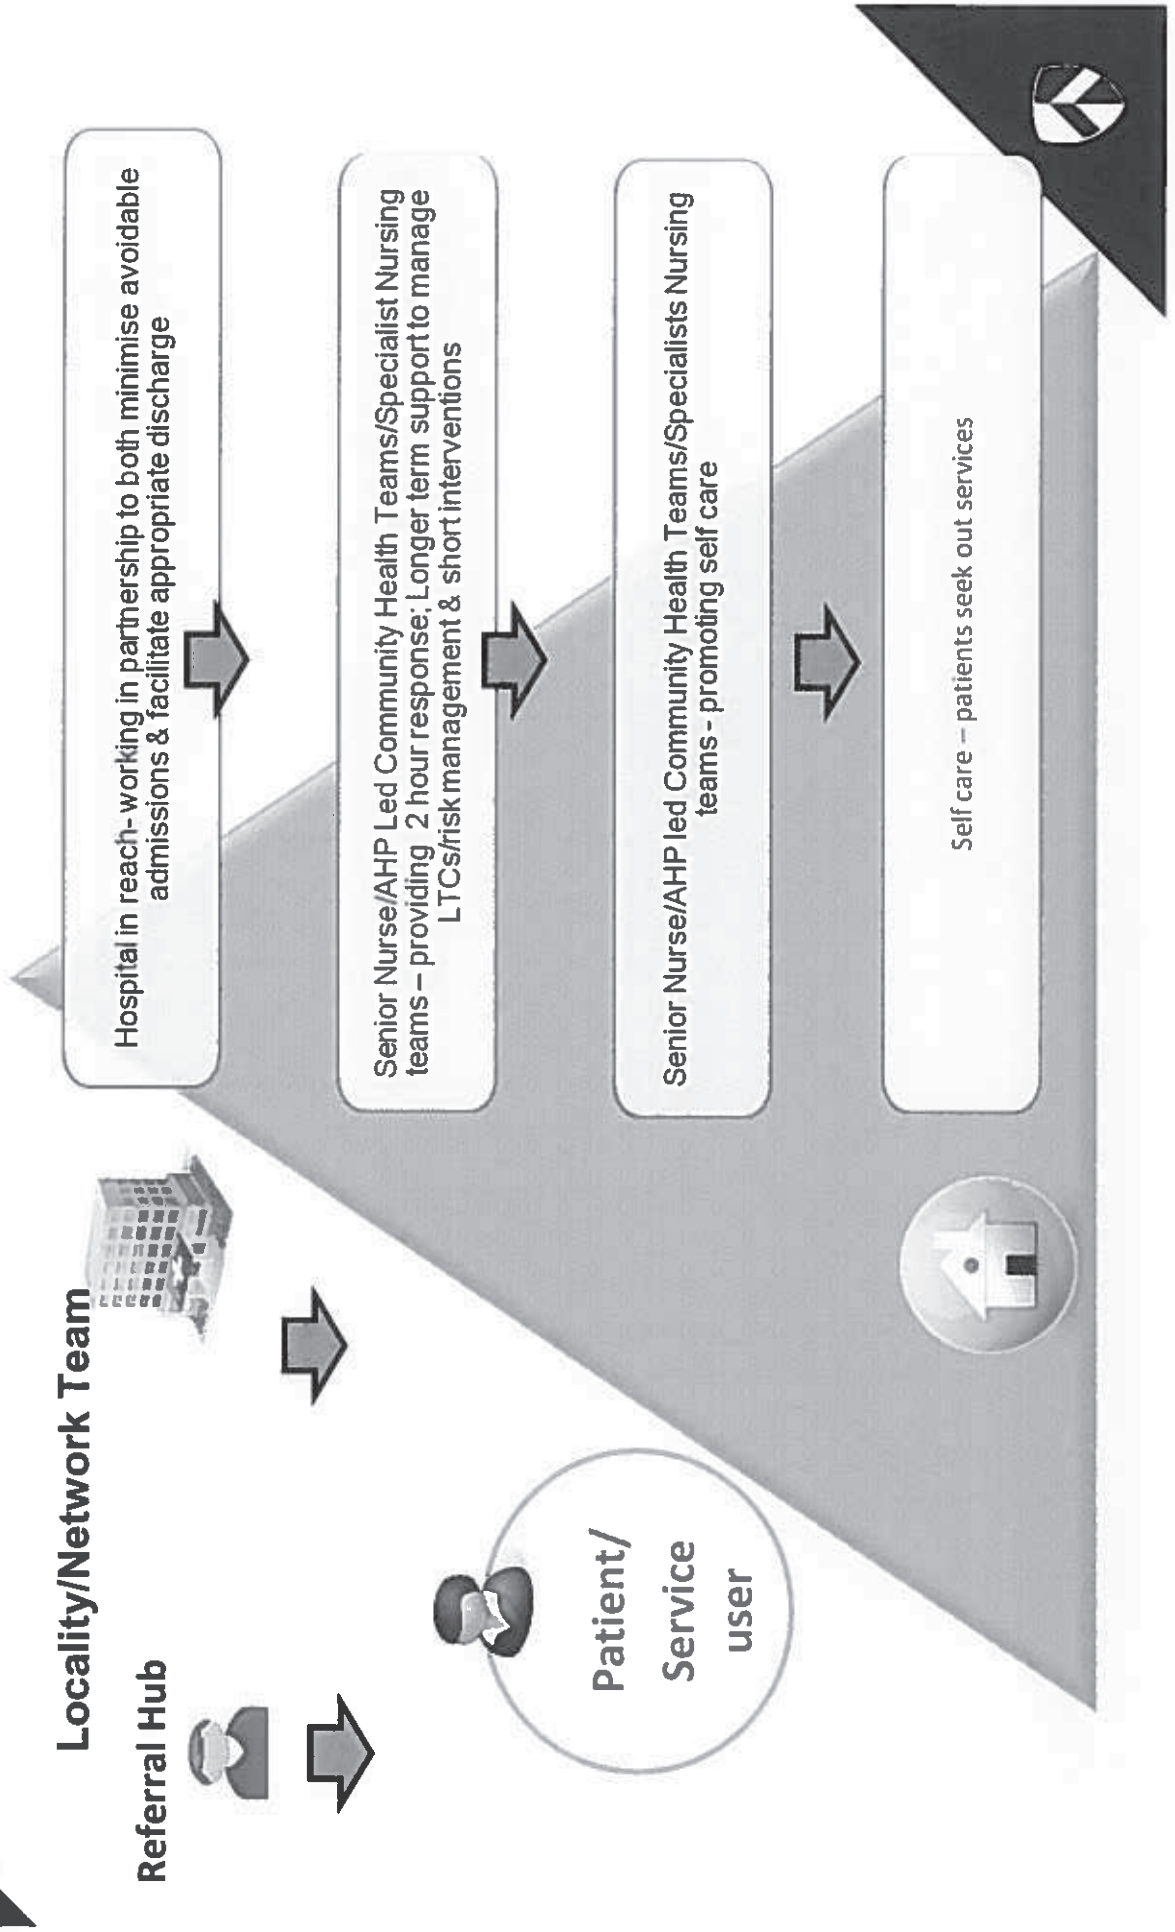 Locality/Network Team
Referral Hub
Patient/
Service
user
Hospital in reach- working in partnership to both minimise avoidable
admissions & facilitate appropriate discharge
Senior Nurse/AHP Led Community Health Teams/Specialist Nursing
teams – providing 2 hour response: Longer term support to manage
LTCs/risk management & short interventions
Senior Nurse/AHP led Community Health Teams/Specialists Nursing
teams - promoting self care
Self care – patients seek out services